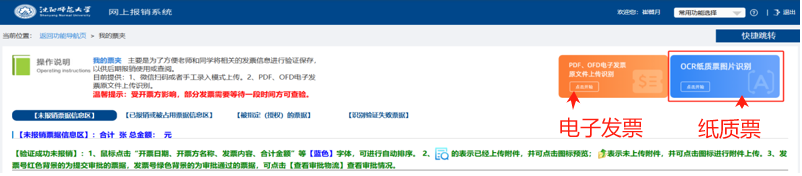 沈阳师范大学
Shenyang Normal University
网上报销系统
欢迎您:
常用功能选择
退出
当前位置: 返回功能导航页 > 我的票夹
快捷跳转
操作说明
Operating instructions
我的票夹 主要是为了方便老师和同学将相关的发票信息进行验证保存,
以供后期报销使用或查阅。
目前提供:1、微信扫码或者手工录入模式上传。2、PDF、OFD电子发
票原文件上传识别。
温馨提示:受开票方影响,部分发票需要等待一段时间方可查验。
PDF、OFD电子发票
原文件上传识别
点击开始
OCR纸质票图片识别
点击开始
电子发票
纸质票
【未报销票据信息区】
【已报销或被占用票据信息区】
【被指定(授权)的票据】
【识别验证失败票据】
【未报销票据信息区】:合计 张 总金额: 元
【验证成功未报销】:1、鼠标点击“开票日期、开票方名称、发票内容、合计金额”等【蓝色】字体,可进行自动排序。 2、 的表示已经上传附件,并可点击图标预览; 表示未上传附件,并可点击图标进行附件上传。3、发
票号红色背景的为提交审批的票据,发票号绿色背景的为审批通过的票据,可点击【查看审批物流】查看审批情况。